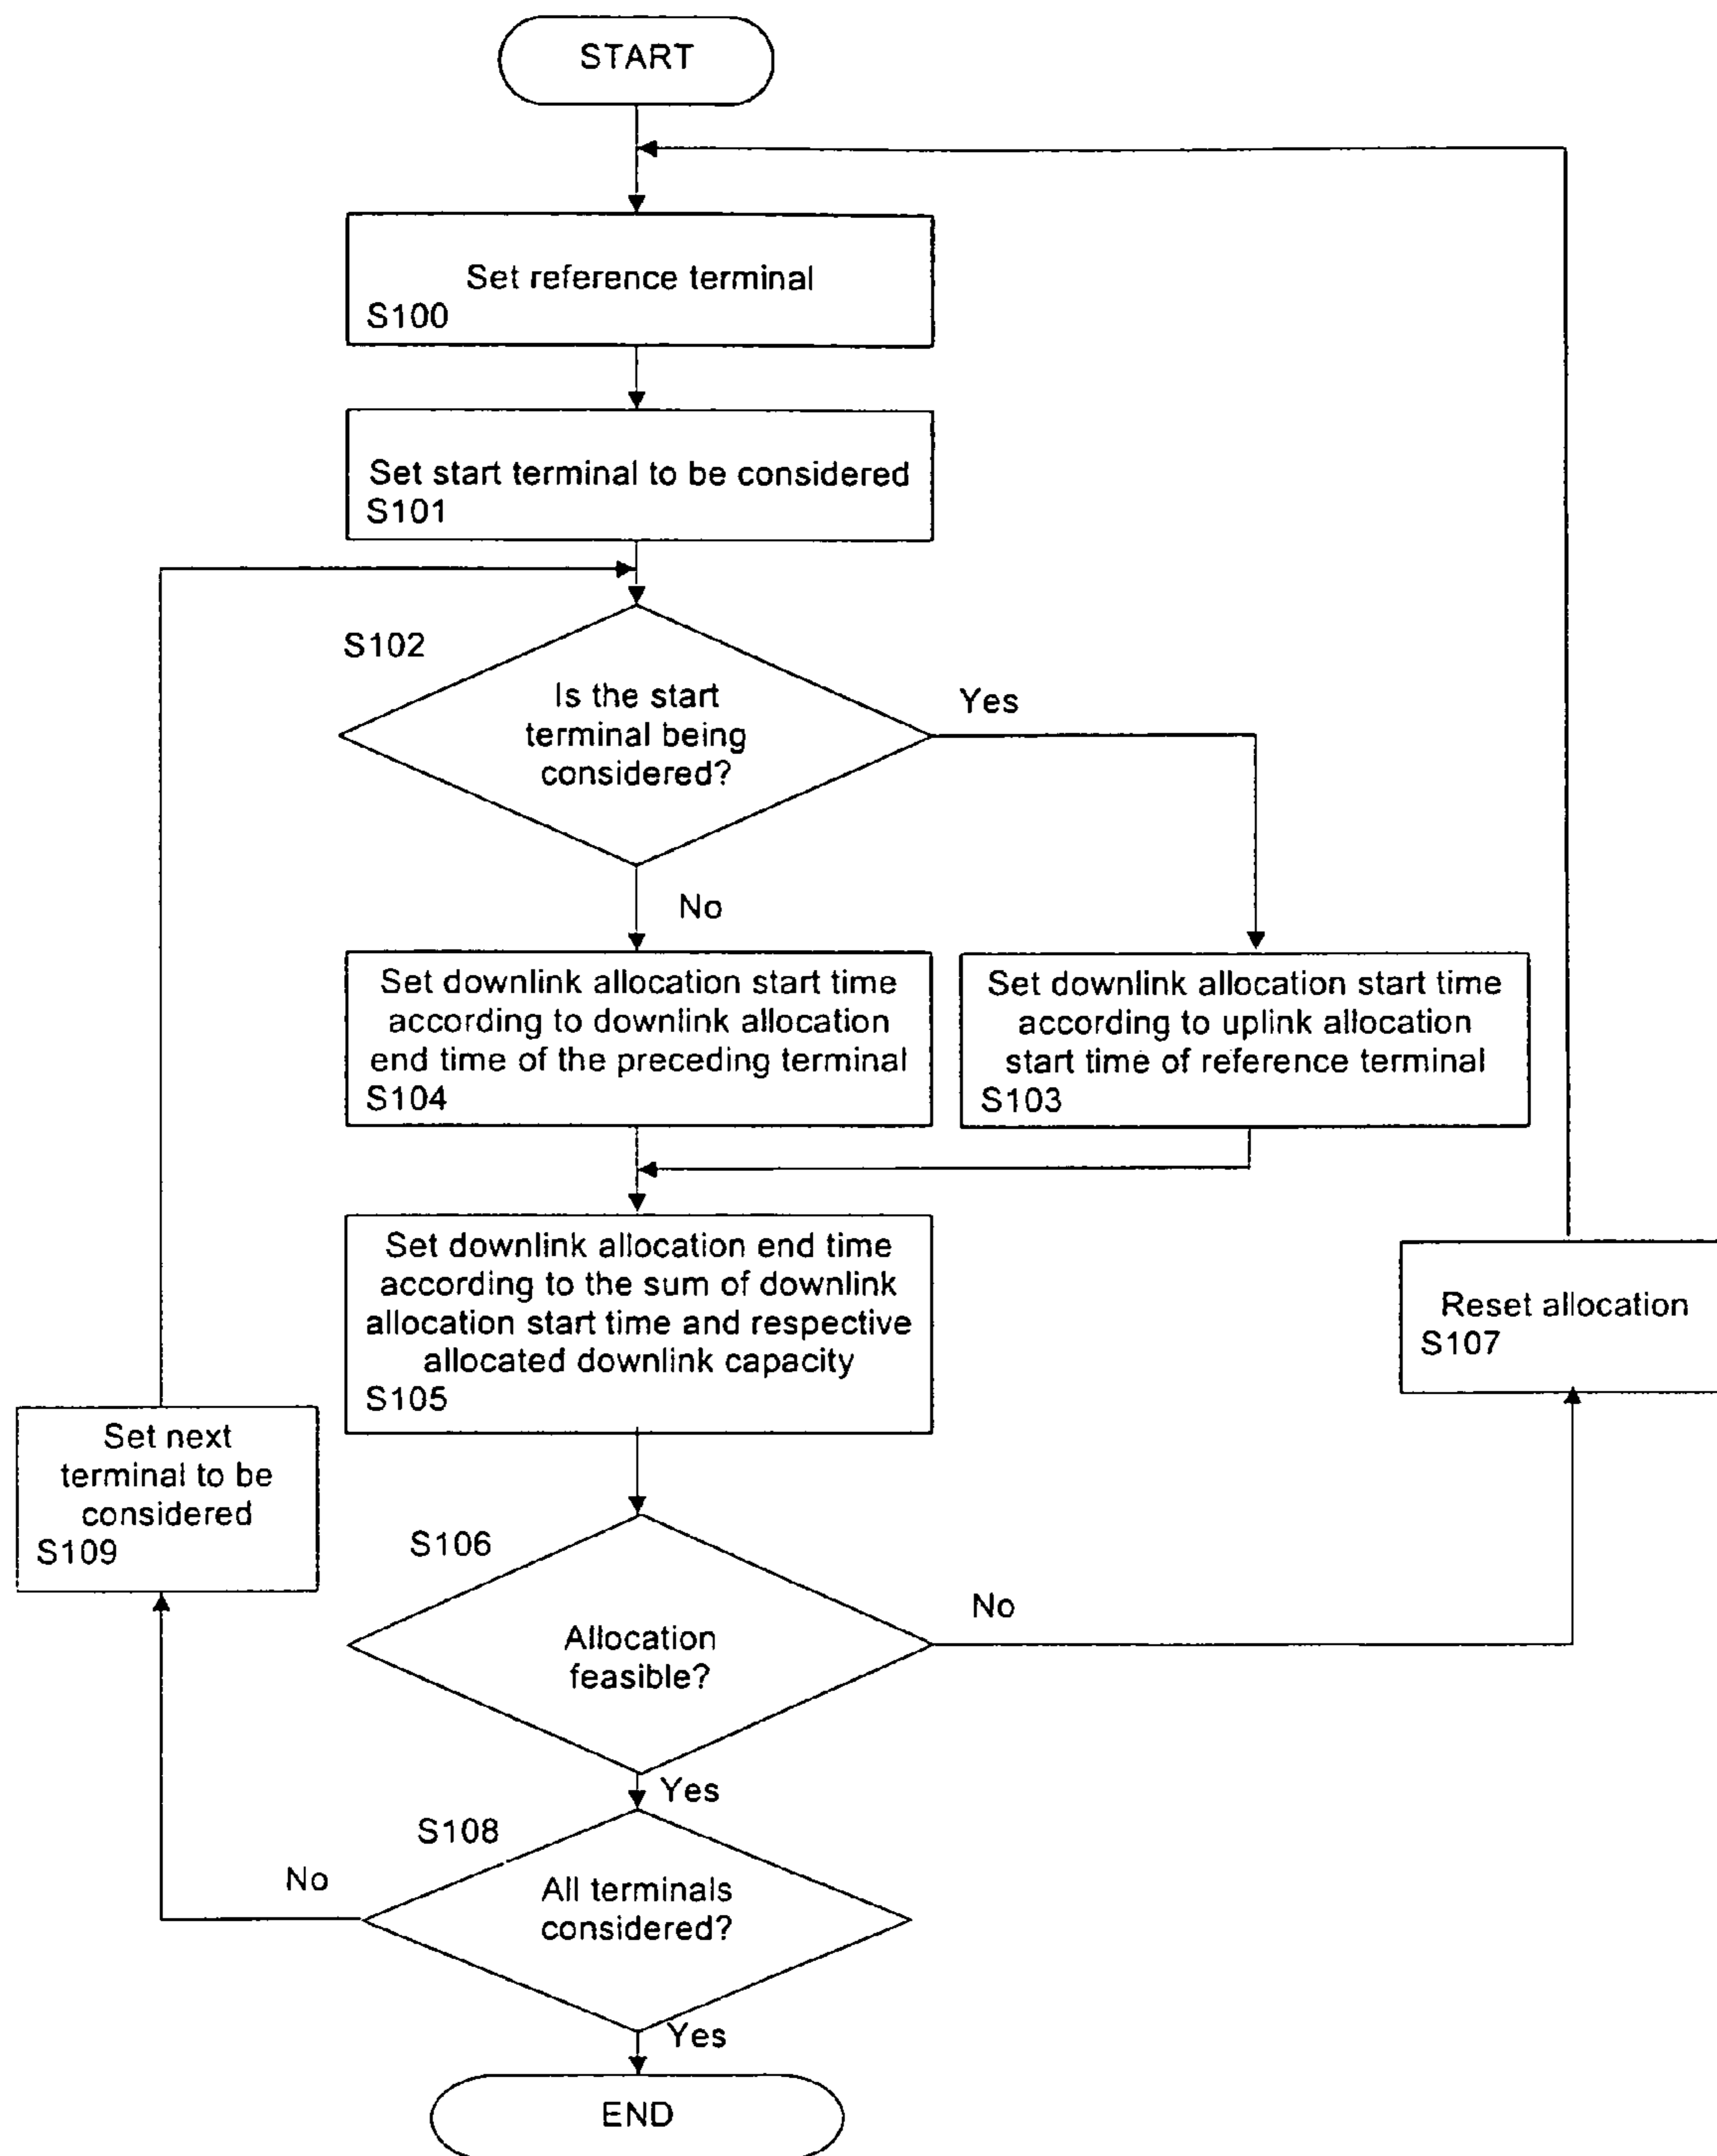 START
Set reference terminal
S100
Set start terminal to be considered
S101
S102
Is the start
terminal being
considered?
Yes
No
Set downlink allocation start time
according to downlink allocation
end time of the preceding terminal
S104
Set downlink allocation start time
according to uplink allocation
start time of reference terminal
S103
Set downlink allocation end time
according to the sum of downlink
allocation start time and respective
allocated downlink capacity
S105
Reset allocation
S107
Set next
terminal to be
considered
S109
S106
Allocation
feasible?
No
Yes
S108
All terminals
considered?
No
Yes
END